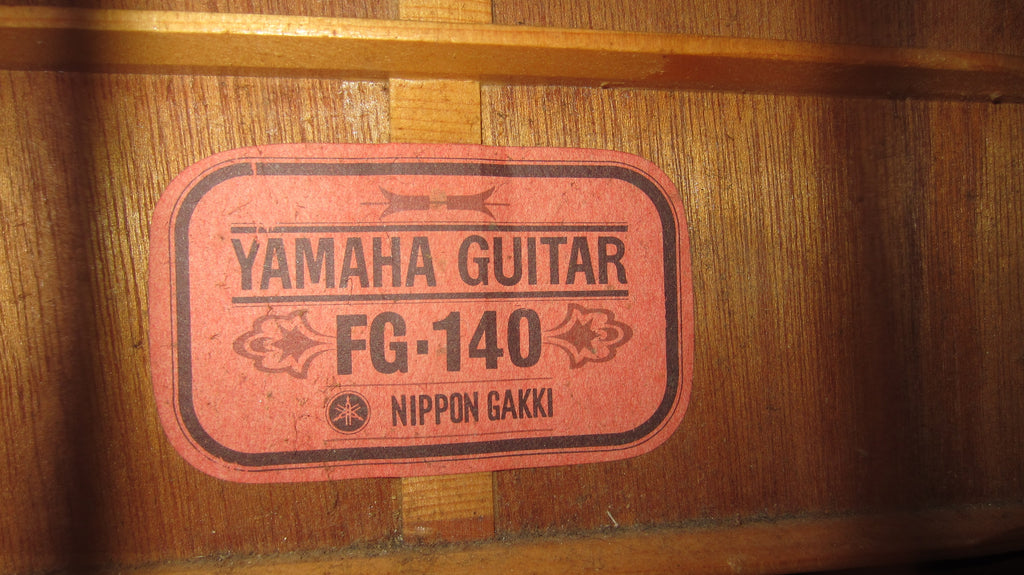 YAMAHA GUITAR
FG·140
NIPPON GAKKI